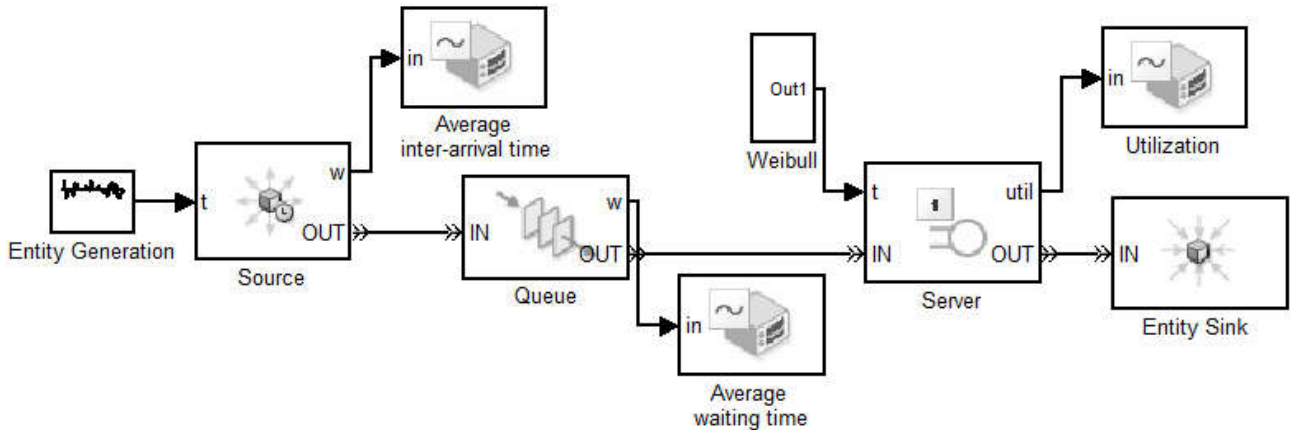 in
Average
inter-arrival time
Out1
Weibull
in
Utilization
Entity Generation
t
w
OUT
Source
IN
w
OUT
Queue
t
util
IN
OUT
Server
IN
Entity Sink
in
Average
waiting time